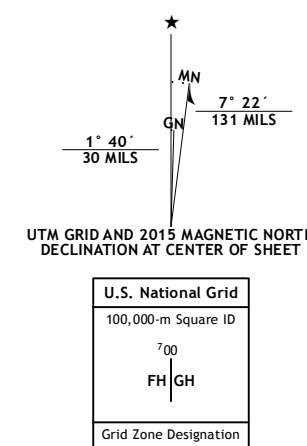 ★
MN
GN
7° 22´
131 MILS
1° 40´
30 MILS
UTM GRID AND 2015 MAGNETIC NORTH
DECLINATION AT CENTER OF SHEET
U.S. National Grid
100,000-m Square ID
⁷00
FH GH
Grid Zone Designation